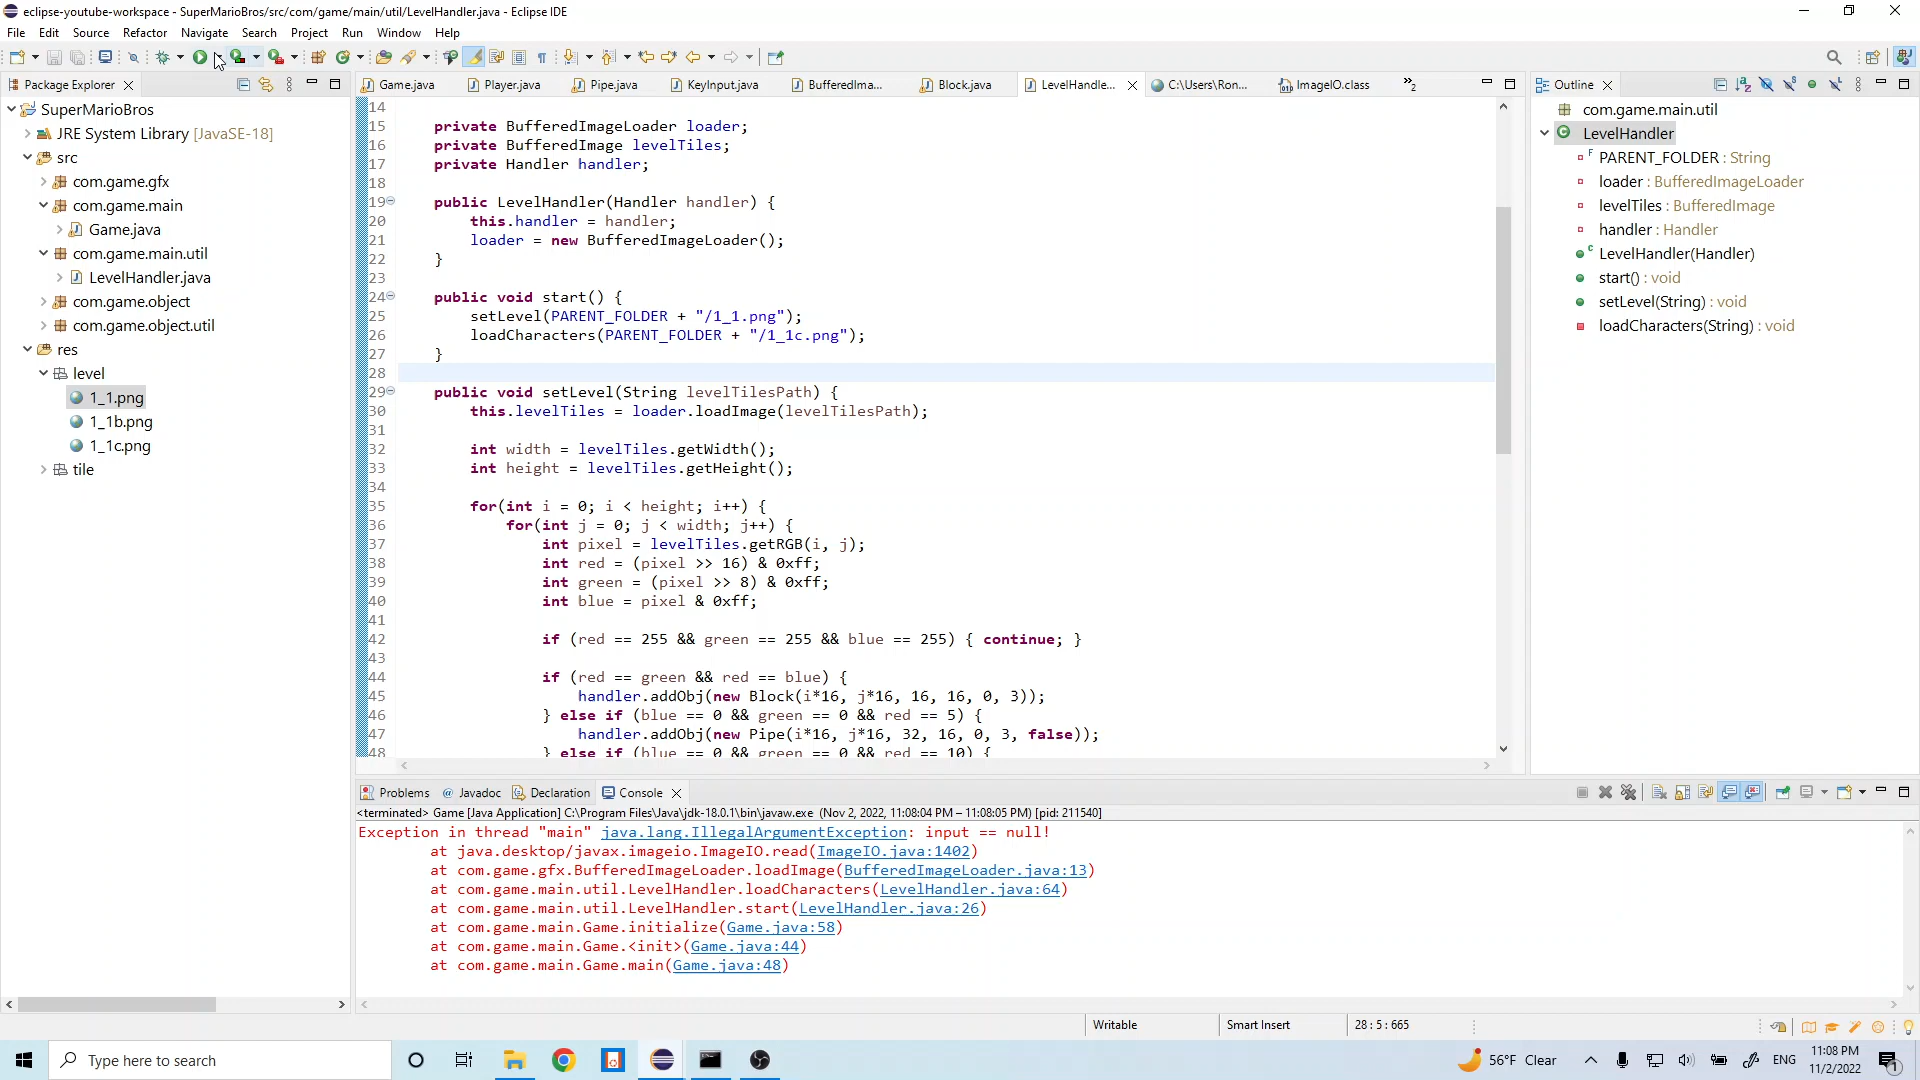 eclipse-youtube-workspace - SuperMarioBros/src/com/game/main/util/LevelHandler.java - Eclipse IDE
File Edit Source Refactor Navigate Search Project Run Window Help
Package Explorer
SuperMarioBros
JRE System Library [JavaSE-18]
src
com.game.gfx
com.game.main
Game.java
com.game.main.util
LevelHandler.java
com.game.object
com.game.object.util
res
level
1_1.png
1_1b.png
1_1c.png
tile
Game.java Player.java Pipe.java KeyInput.java BufferedIma... Block.java LevelHandle... C:\Users\Ron... ImageIO.class »2
14
15 private BufferedImageLoader loader;
16 private BufferedImage levelTiles;
17 private Handler handler;
18
19 public LevelHandler(Handler handler) {
20 this.handler = handler;
21 loader = new BufferedImageLoader();
22 }
23
24 public void start() {
25 setLevel(PARENT_FOLDER + "/1_1.png");
26 loadCharacters(PARENT_FOLDER + "/1_1c.png");
27 }
28
29 public void setLevel(String levelTilesPath) {
30 this.levelTiles = loader.loadImage(levelTilesPath);
31
32 int width = levelTiles.getWidth();
33 int height = levelTiles.getHeight();
34
35 for(int i = 0; i < height; i++) {
36 for(int j = 0; j < width; j++) {
37 int pixel = levelTiles.getRGB(i, j);
38 int red = (pixel >> 16) & 0xff;
39 int green = (pixel >> 8) & 0xff;
40 int blue = pixel & 0xff;
41
42 if (red == 255 && green == 255 && blue == 255) { continue; }
43
44 if (red == green && red == blue) {
45 handler.addObj(new Block(i*16, j*16, 16, 16, 0, 3));
46 } else if (blue == 0 && green == 0 && red == 5) {
47 handler.addObj(new Pipe(i*16, j*16, 32, 16, 0, 3, false));
48 } else if (blue == 0 && green == 0 && red == 10) {
Outline
com.game.main.util
LevelHandler
PARENT_FOLDER : String
loader : BufferedImageLoader
levelTiles : BufferedImage
handler : Handler
LevelHandler(Handler)
start() : void
setLevel(String) : void
loadCharacters(String) : void
Problems Javadoc Declaration Console
<terminated> Game [Java Application] C:\Program Files\Java\jdk-18.0.1\bin\javaw.exe (Nov 2, 2022, 11:08:04 PM – 11:08:05 PM) [pid: 211540]
Exception in thread "main" java.lang.IllegalArgumentException: input == null!
at java.desktop/javax.imageio.ImageIO.read(ImageIO.java:1402)
at com.game.gfx.BufferedImageLoader.loadImage(BufferedImageLoader.java:13)
at com.game.main.util.LevelHandler.loadCharacters(LevelHandler.java:64)
at com.game.main.util.LevelHandler.start(LevelHandler.java:26)
at com.game.main.Game.initialize(Game.java:58)
at com.game.main.Game.<init>(Game.java:44)
at com.game.main.Game.main(Game.java:48)
Writable Smart Insert 28 : 5 : 665
Type here to search
56°F Clear
ENG
11:08 PM
11/2/2022
1